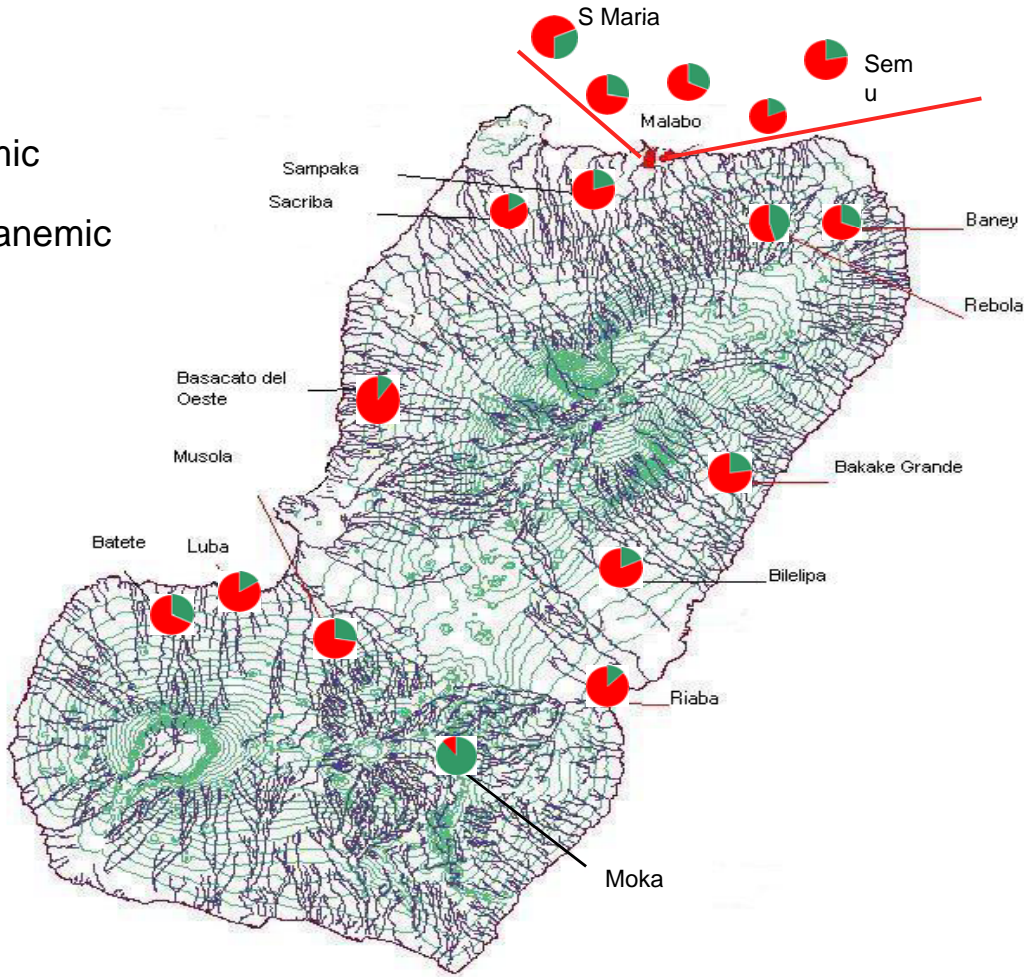 S Maria
Sem
u
Malabo
nic
anemic
Sampaka
Sacriba
Baney
Rebola
Basacato del
Oeste
Musola
Bakake Grande
Batete
Luba
Bilelipa
Riaba
Moka